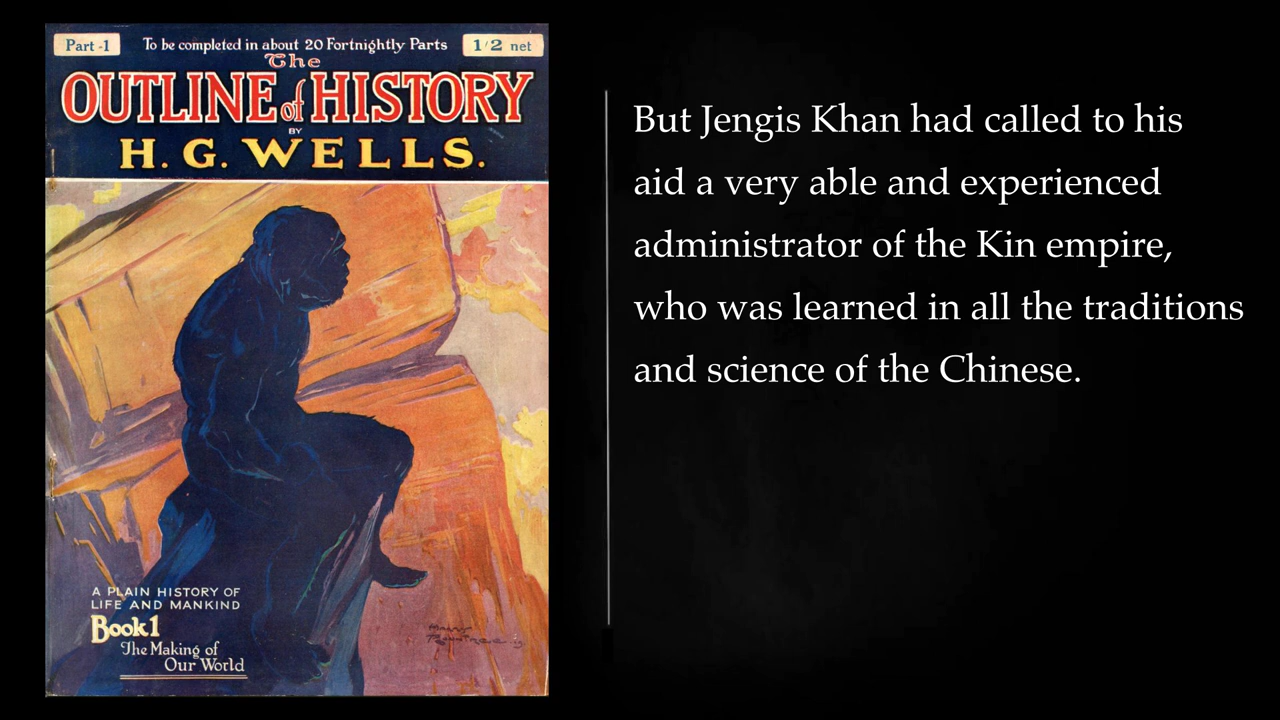 Part -1
To be completed in about 20 Fortnightly Parts
1/2 net
The
OUTLINE of HISTORY
BY
H. G. WELLS.
A PLAIN HISTORY OF
LIFE AND MANKIND
Book 1
The Making of
Our World
But Jengis Khan had called to his
aid a very able and experienced
administrator of the Kin empire,
who was learned in all the traditions
and science of the Chinese.